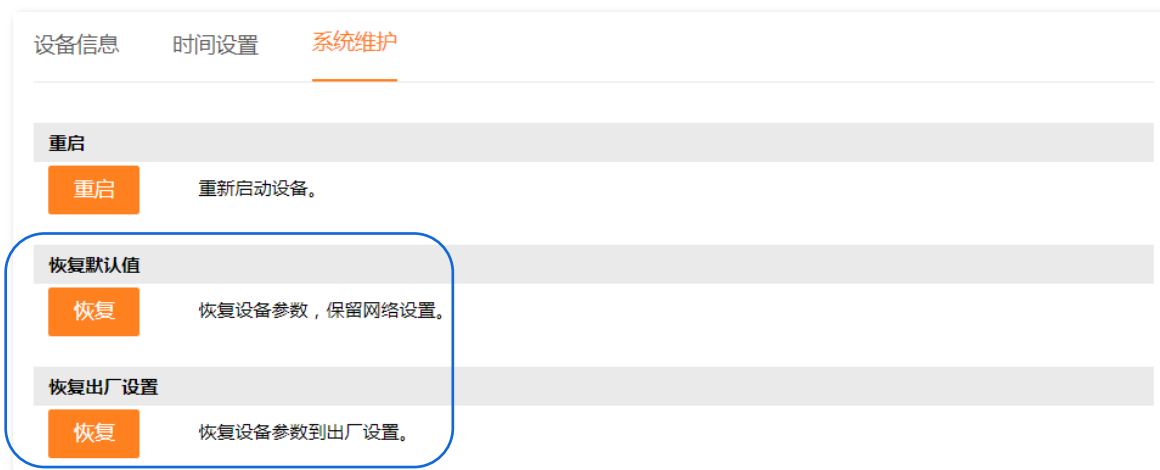 设备信息 时间设置 系统维护
重启
重启 重新启动设备。
恢复默认值
恢复 恢复设备参数，保留网络设置。
恢复出厂设置
恢复 恢复设备参数到出厂设置。